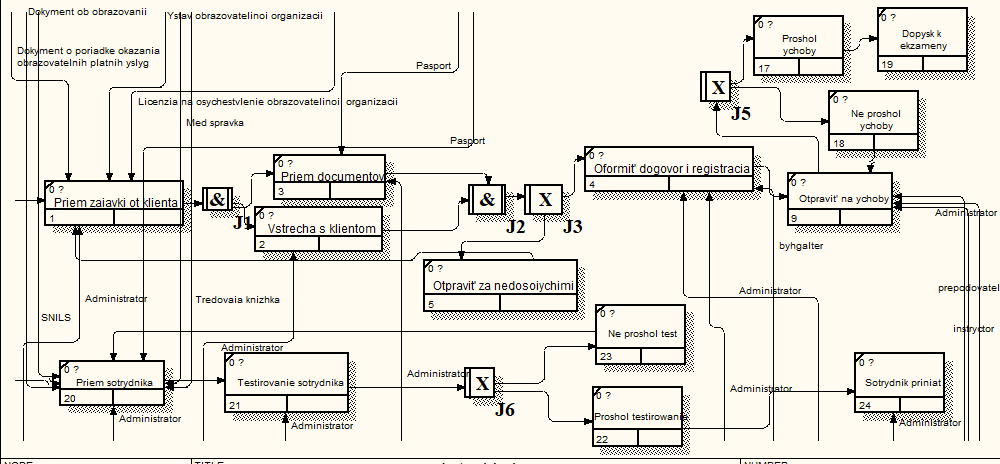 Dokyment ob obrazovanii
Ystav obrazovatelinoi organizacii
Dokyment o poriadke okazania
obrazovatelnih platnih yslyg
Pasport
Licenzia na osychestvlenie obrazovatelinoi organizacii
Med spravka
Pasport
0 ?
Proshol
ychoby
17
0 ?
Dopysk k
ekzameny
19
X
J5
0 ?
Ne proshol
ychoby
18
0 ?
Priem zaiavki ot klienta
1
&
J1
0 ?
Priem documentov
3
0 ?
Vstrecha s klientom
2
&
J2
X
J3
0 ?
Oformit' dogovor i registracia
4
0 ?
Otpravit' na ychoby
9
Administrator
byhgalter
0 ?
Otpravit' za nedosoiychimi
5
Administrator
Tredovaia knizhka
SNILS
Administrator
prepodovatel
instryctor
0 ?
Ne proshol test
23
Administrator
0 ?
Priem sotrydnika
20
0 ?
Testirovanie sotrydnika
21
Administrator
X
J6
0 ?
Proshol testirovanie
22
Administrator
0 ?
Sotrydnik priniat
24
Administrator
Administrator
Administrator
NODE
TITLE
NUMBER